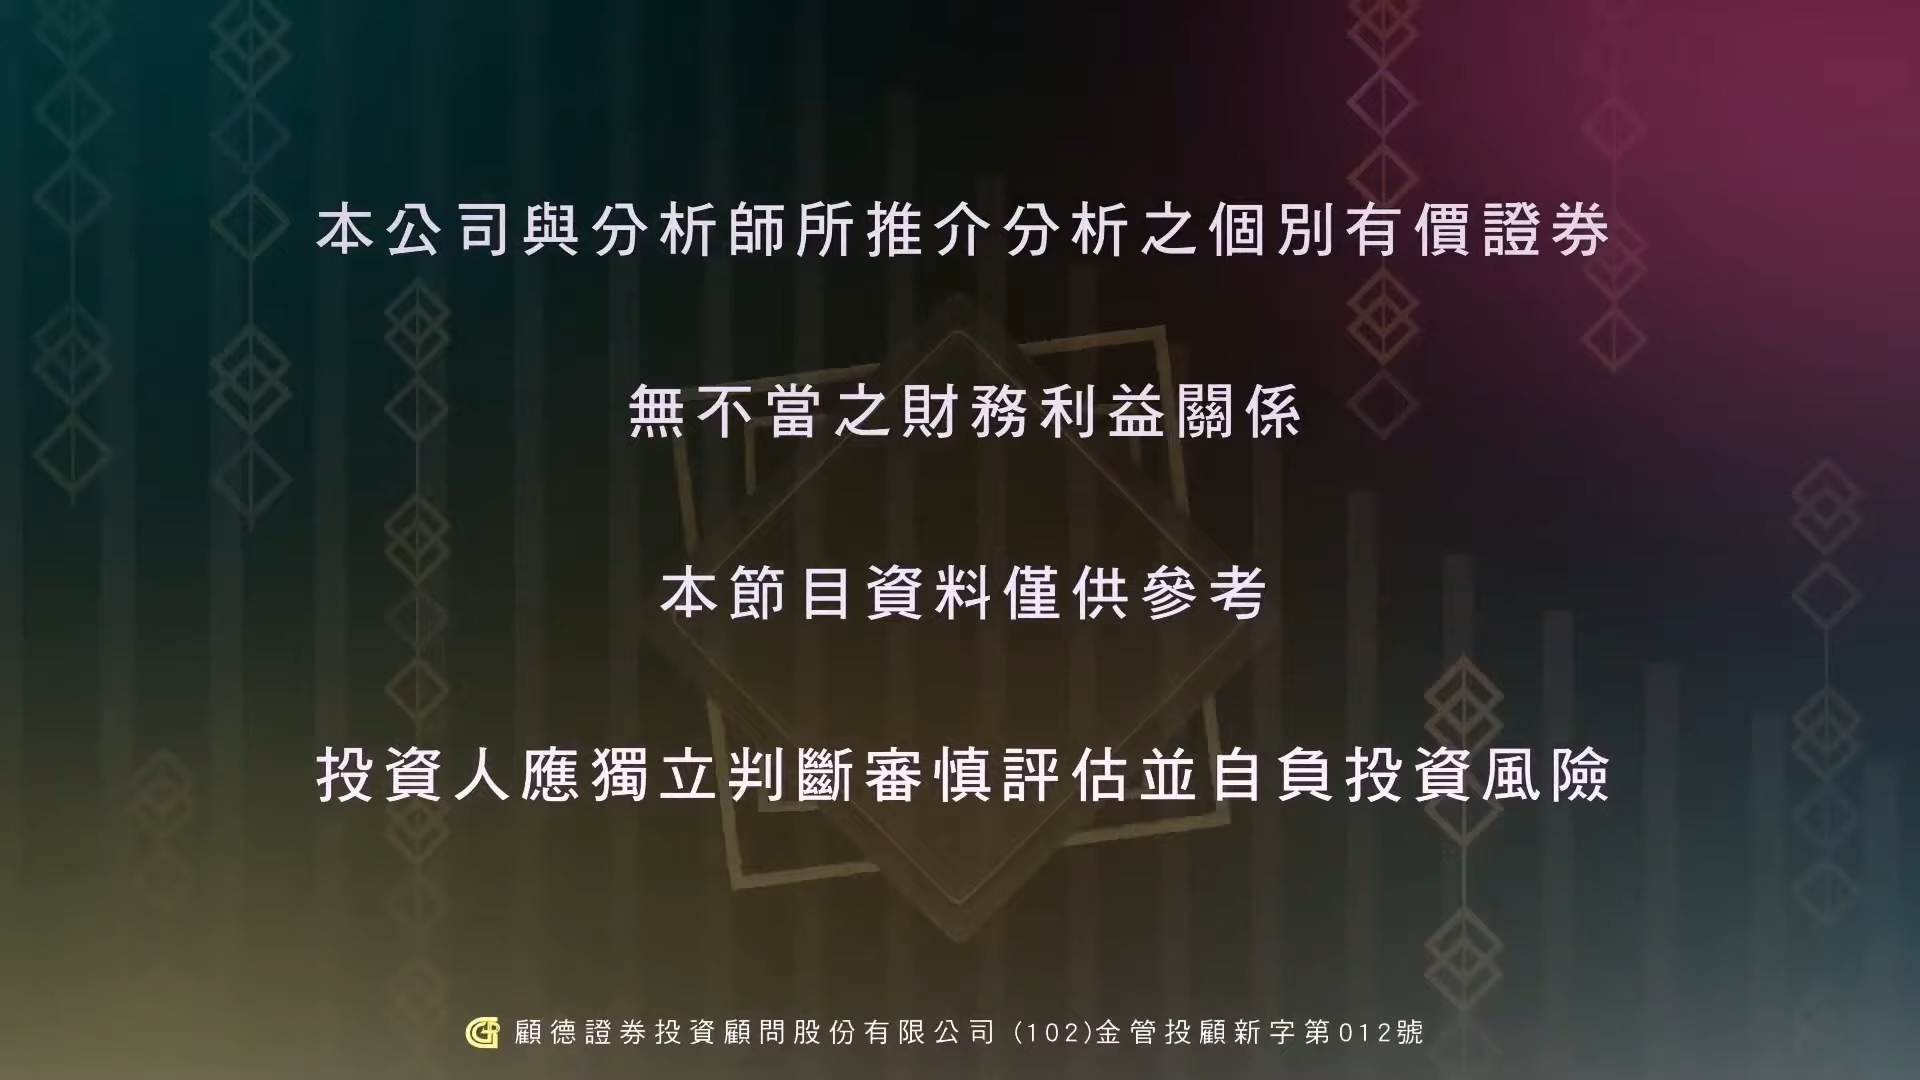 本公司與分析師所推介分析之個別有價證券
無不當之財務利益關係
本節目資料僅供參考
投資人應獨立判斷審慎評估並自負投資風險
顧德證券投資顧問股份有限公司 (102)金管投顧新字第012號